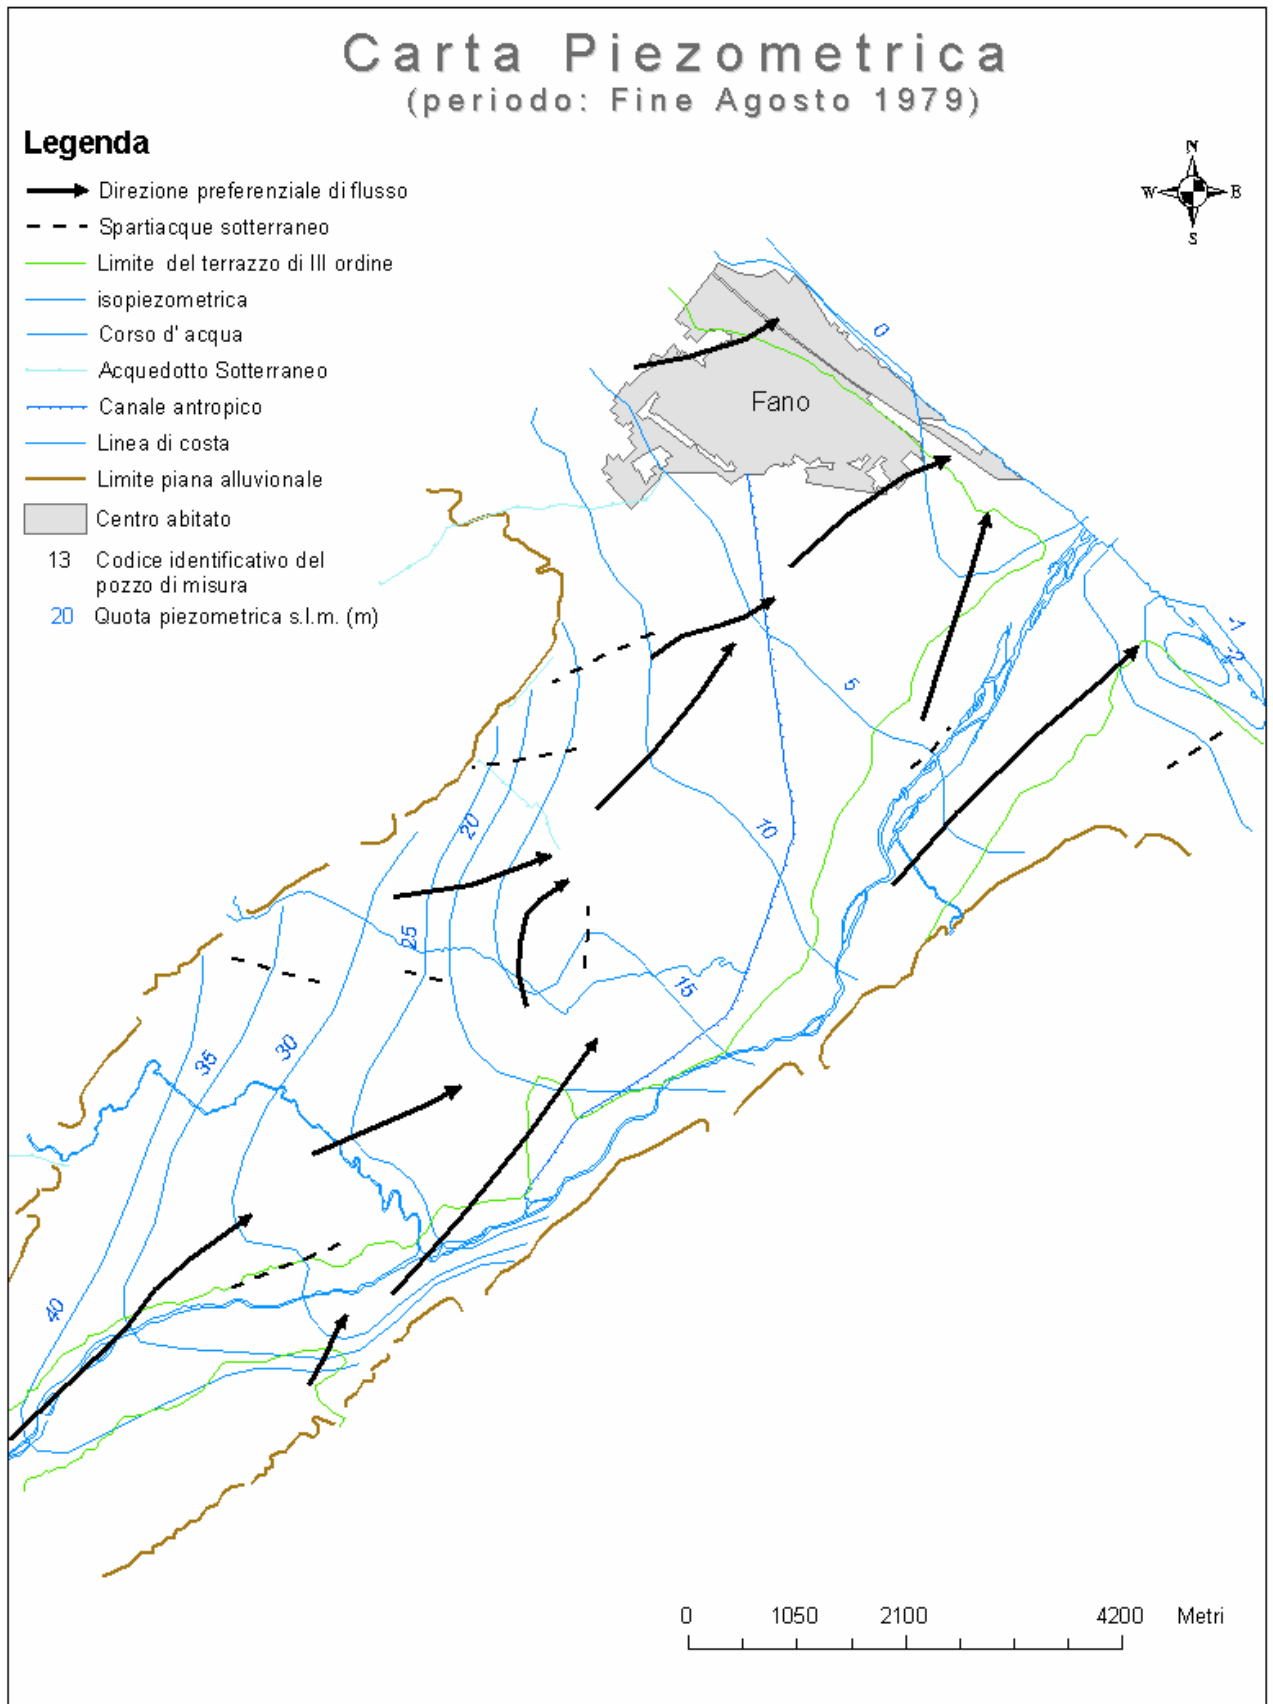 Carta Piezometrica
(periodo: Fine Agosto 1979)
Legenda
Direzione preferenziale di flusso
Spartiacque sotterraneo
Limite del terrazzo di III ordine
isopiezometrica
Corso d' acqua
Acquedotto Sotterraneo
Canale antropico
Linea di costa
Limite piana alluvionale
Centro abitato
13 Codice identificativo del
pozzo di misura
20 Quota piezometrica s.l.m. (m)
N
W E
S
0
Fano
-1
-2
5
10
20
25
15
30
35
40
0 1050 2100 4200 Metri